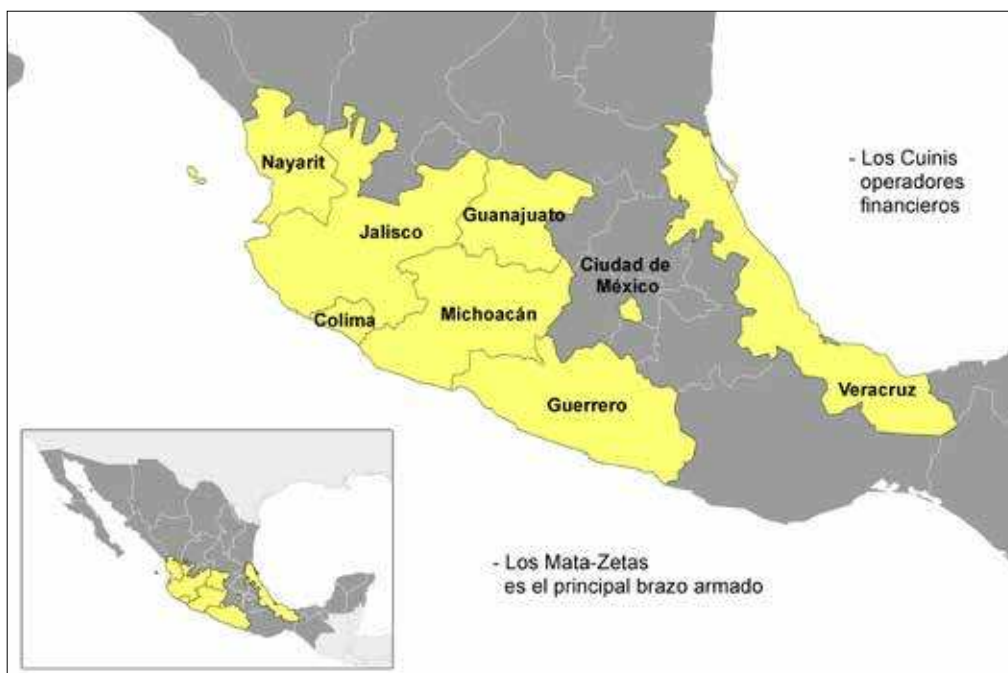 Nayarit
Jalisco
Guanajuato
Ciudad de
México
Colima
Michoacán
Guerrero
Veracruz
- Los Cuinis
operadores
financieros
- Los Mata-Zetas
es el principal brazo armado